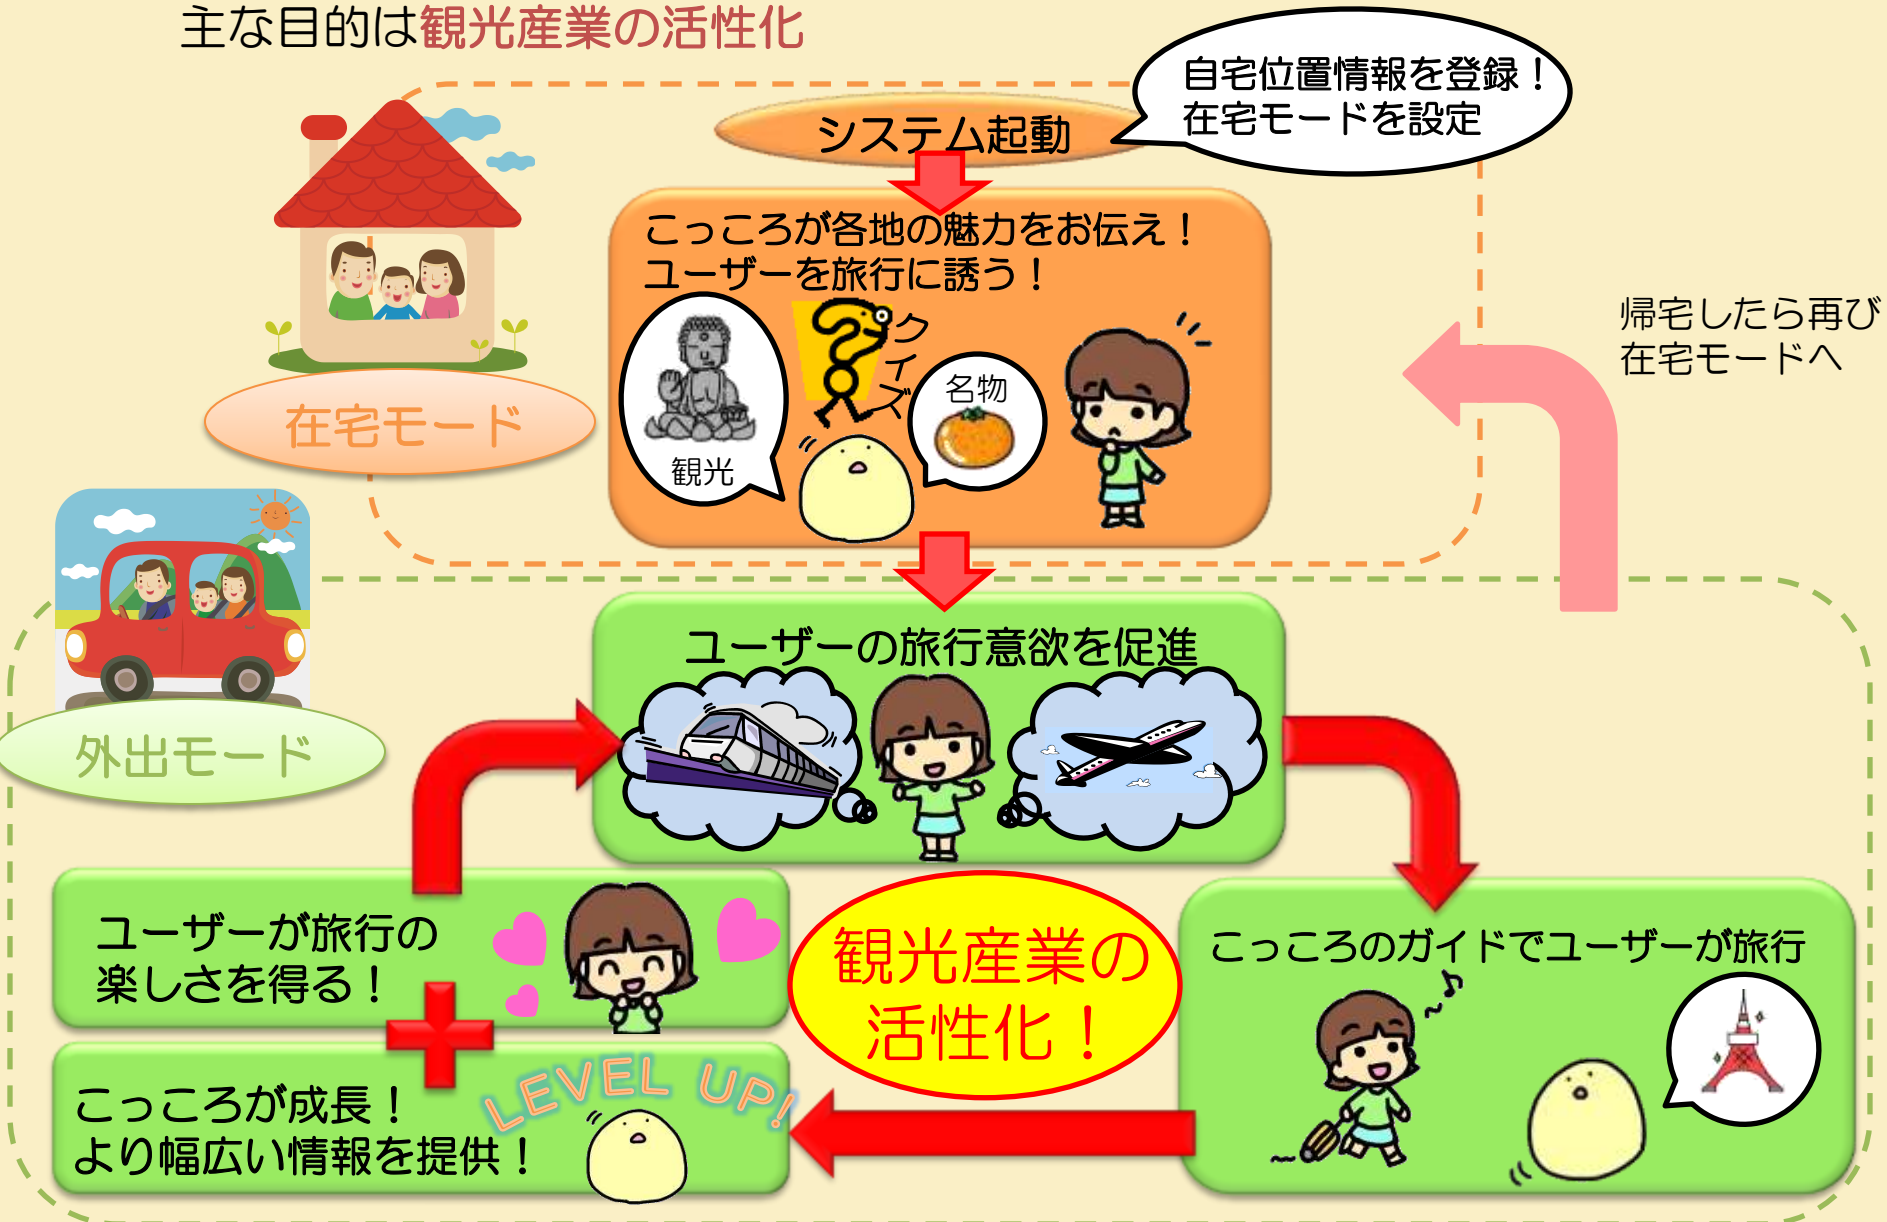 主な目的は観光産業の活性化
自宅位置情報を登録！
在宅モードを設定
システム起動
こっころが各地の魅力をお伝え！
ユーザーを旅行に誘う！
クイズ
名物
観光
在宅モード
帰宅したら再び
在宅モードへ
外出モード
ユーザーの旅行意欲を促進
ユーザーが旅行の
楽しさを得る！
観光産業の
活性化！
こっころのガイドでユーザーが旅行
こっころが成長！
より幅広い情報を提供！
LEVEL UP!